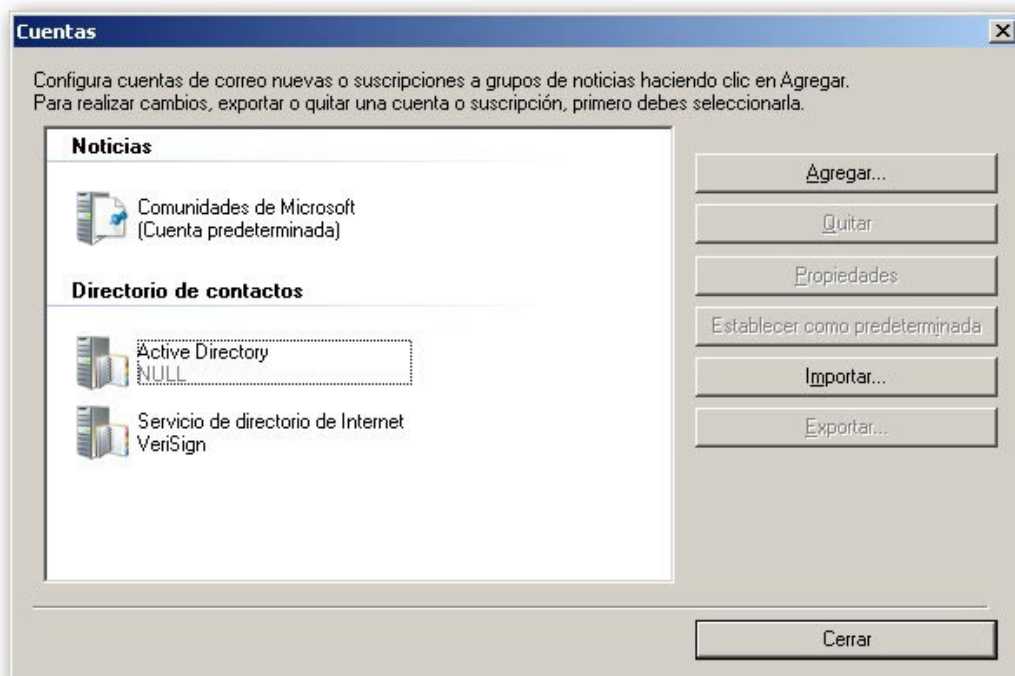 Cuentas
Configura cuentas de correo nuevas o suscripciones a grupos de noticias haciendo clic en Agregar.
Para realizar cambios, exportar o quitar una cuenta o suscripción, primero debes seleccionarla.
Noticias
Comunidades de Microsoft
(Cuenta predeterminada)
Directorio de contactos
Active Directory
NULL
Servicio de directorio de Internet
VeriSign
Agregar...
Quitar
Propiedades
Establecer como predeterminada
Importar...
Exportar...
Cerrar